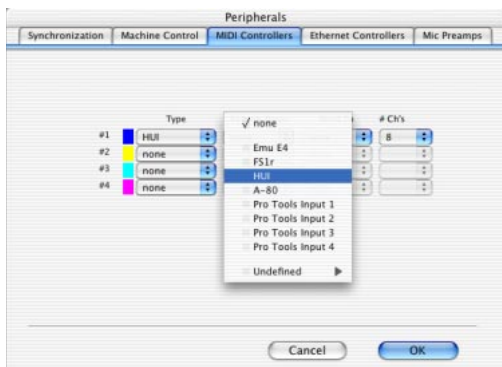 Peripherals
Synchronization Machine Control MIDI Controllers Ethernet Controllers Mic Preamps
Type # Ch's
#1 HUI 8
#2 none
#3 none
#4 none
✓ none
Emu E4
FS1r
HUI
A-80
Pro Tools Input 1
Pro Tools Input 2
Pro Tools Input 3
Pro Tools Input 4
Undefined
Cancel OK